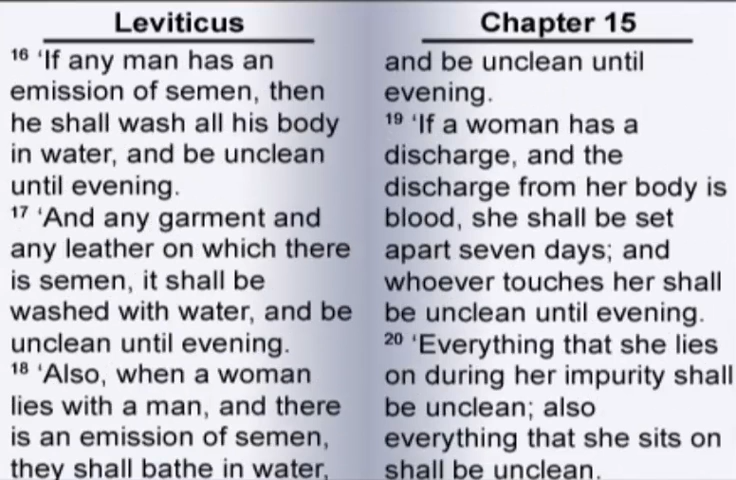 Leviticus
16 ‘If any man has an
emission of semen, then
he shall wash all his body
in water, and be unclean
until evening.
17 ‘And any garment and
any leather on which there
is semen, it shall be
washed with water, and be
unclean until evening.
18 ‘Also, when a woman
lies with a man, and there
is an emission of semen,
they shall bathe in water,
Chapter 15
and be unclean until
evening.
19 ‘If a woman has a
discharge, and the
discharge from her body is
blood, she shall be set
apart seven days; and
whoever touches her shall
be unclean until evening.
20 ‘Everything that she lies
on during her impurity shall
be unclean; also
everything that she sits on
shall be unclean.